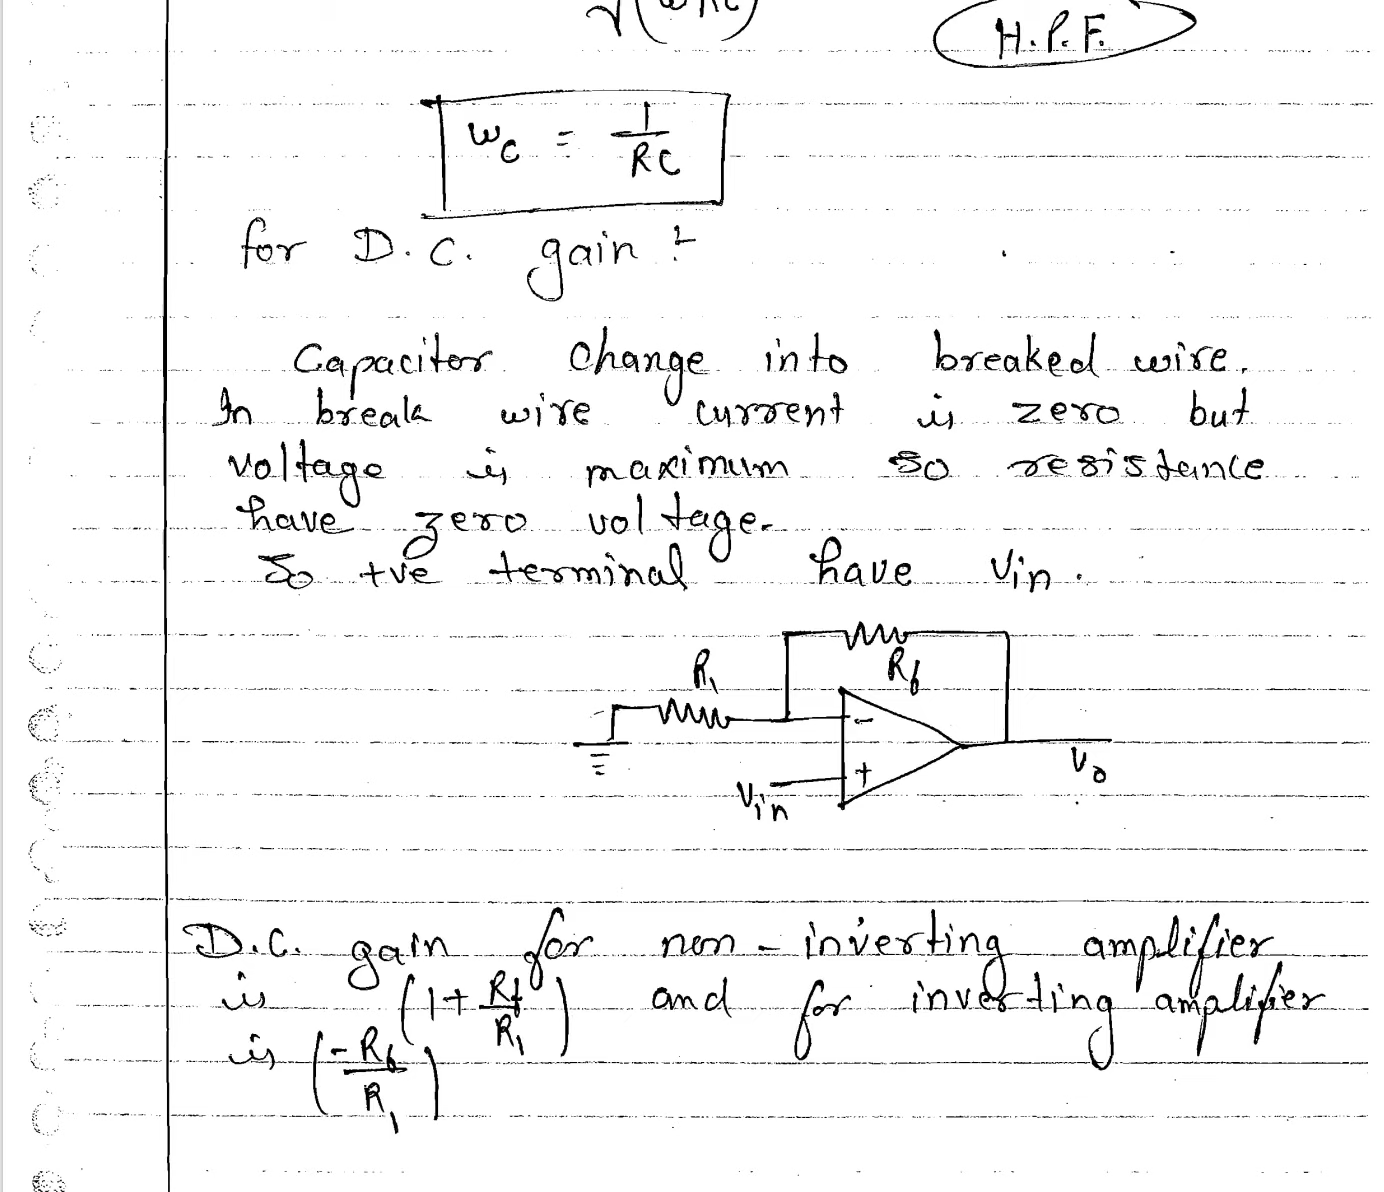 H.P.F.
ωc = 1/RC
for D.C. gain :-
Capacitor change into breaked wire.
In break wire current is zero but
voltage is maximum so resistance
have zero voltage.
So +ve terminal have Vin.
R1
Rf
-
+
Vin
Vo
D.C. gain for non-inverting amplifier
is (1 + Rf/R1) and for inverting amplifier
is (-Rf/R1)